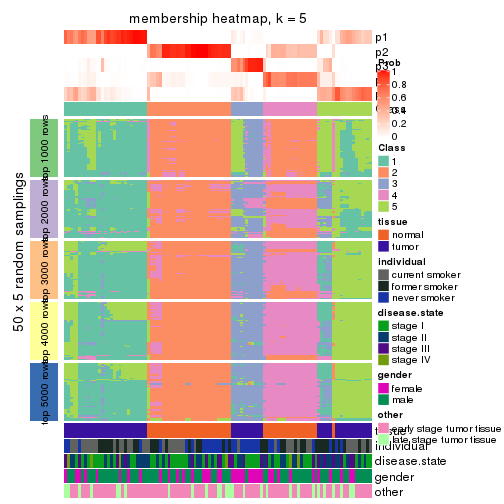 membership heatmap, k = 5
50 x 5 random samplings
top 1000 rows
top 2000 rows
top 3000 rows
top 4000 rows
top 5000 rows
p1
p2
p3
Prob
1
0.8
0.6
0.4
0.2
0
Class
1
2
3
4
5
tissue
normal
tumor
individual
current smoker
former smoker
never smoker
disease.state
stage I
stage II
stage III
stage IV
gender
female
male
other
early stage tumor tissue
late stage tumor tissue
tissue
individual
disease.state
gender
other